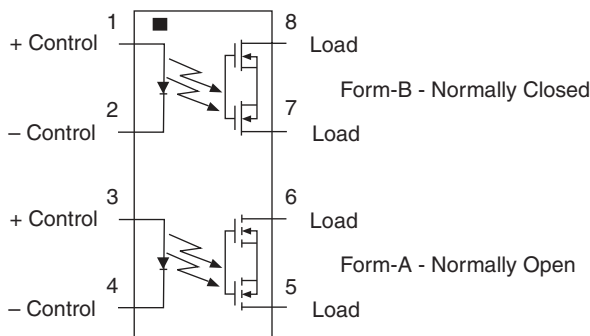 1
8
+ Control
Load
Form-B - Normally Closed
2
7
– Control
Load
3
6
+ Control
Load
Form-A - Normally Open
4
5
– Control
Load